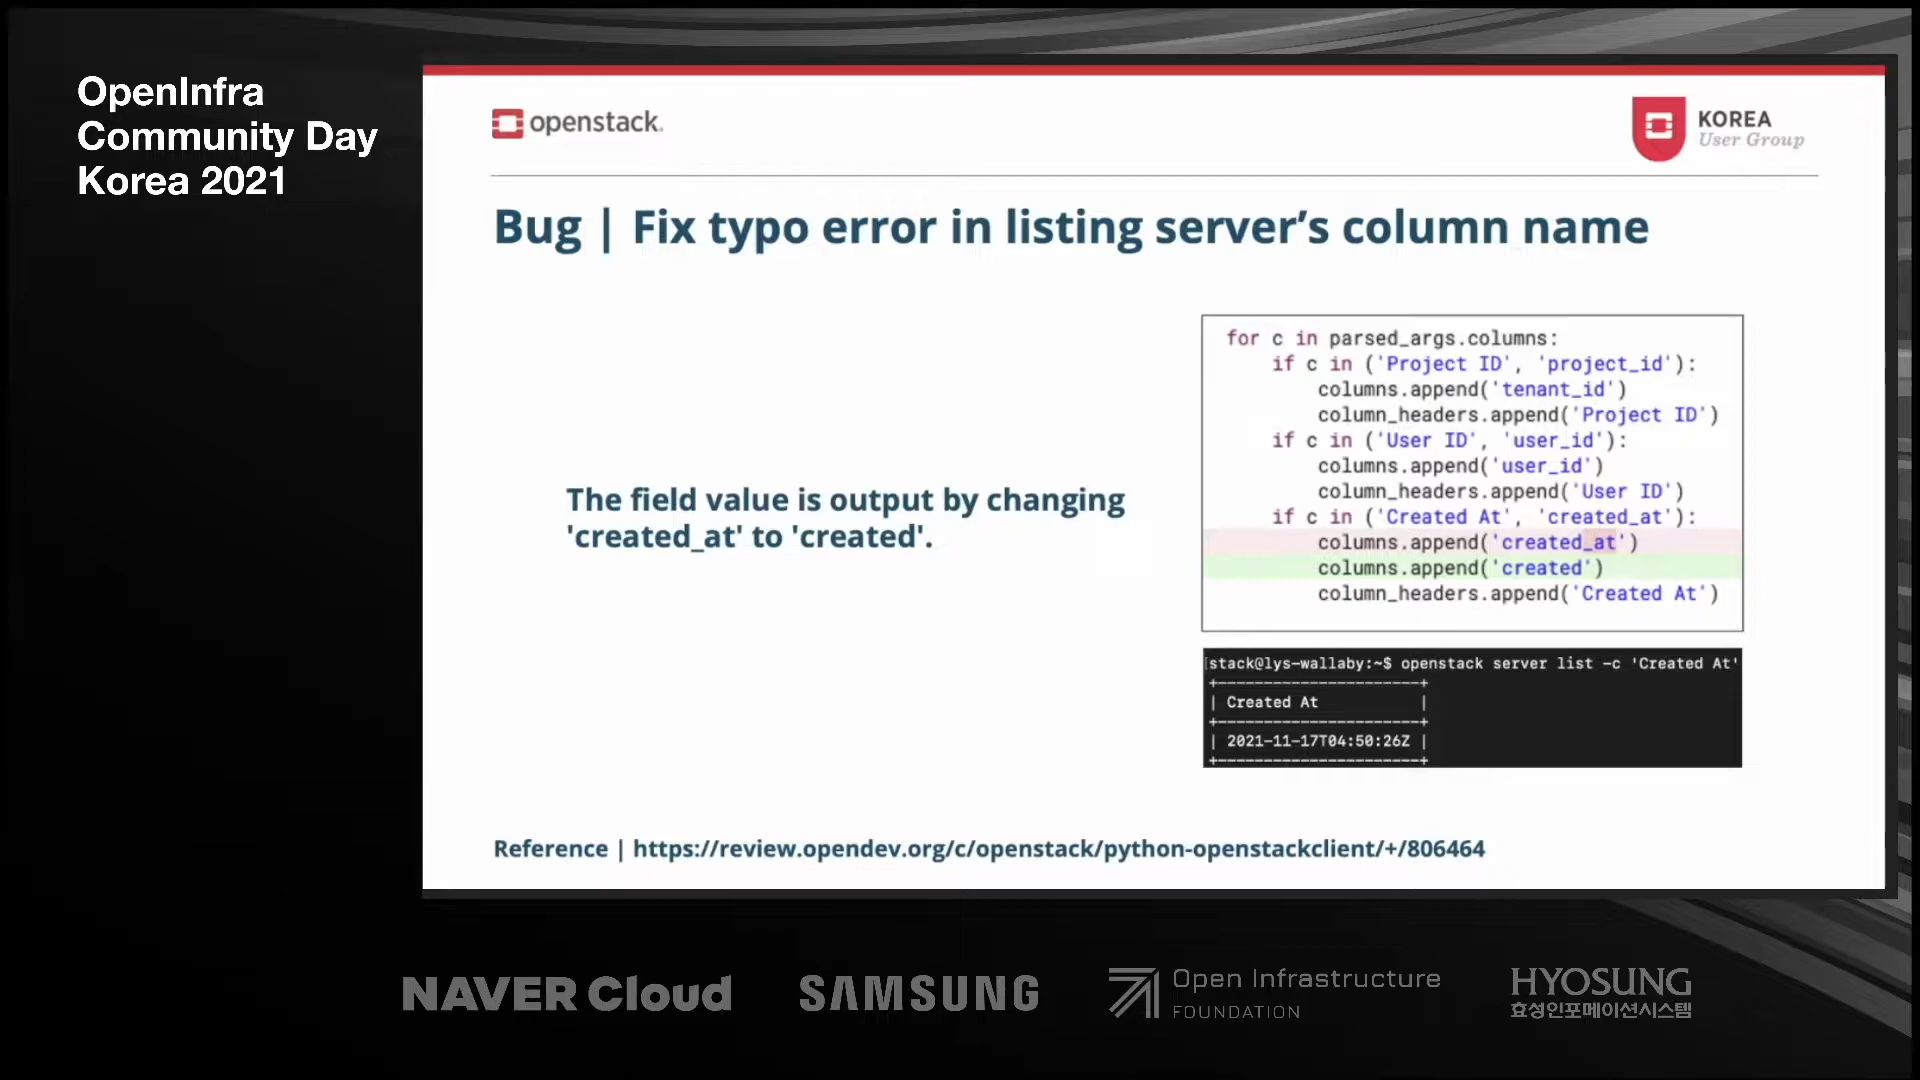 OpenInfra
Community Day
Korea 2021
openstack.
KOREA
User Group
Bug | Fix typo error in listing server’s column name
The field value is output by changing
'created_at' to 'created'.
for c in parsed_args.columns:
if c in ('Project ID', 'project_id'):
columns.append('tenant_id')
column_headers.append('Project ID')
if c in ('User ID', 'user_id'):
columns.append('user_id')
column_headers.append('User ID')
if c in ('Created At', 'created_at'):
columns.append('created_at')
columns.append('created')
column_headers.append('Created At')
[stack@lys-wallaby:~$ openstack server list -c 'Created At'
+----------------------+
| Created At           |
+----------------------+
| 2021-11-17T04:50:26Z |
+----------------------+
Reference | https://review.opendev.org/c/openstack/python-openstackclient/+/806464
NAVER Cloud
SAMSUNG
Open Infrastructure
FOUNDATION
HYOSUNG
효성인포메이션시스템